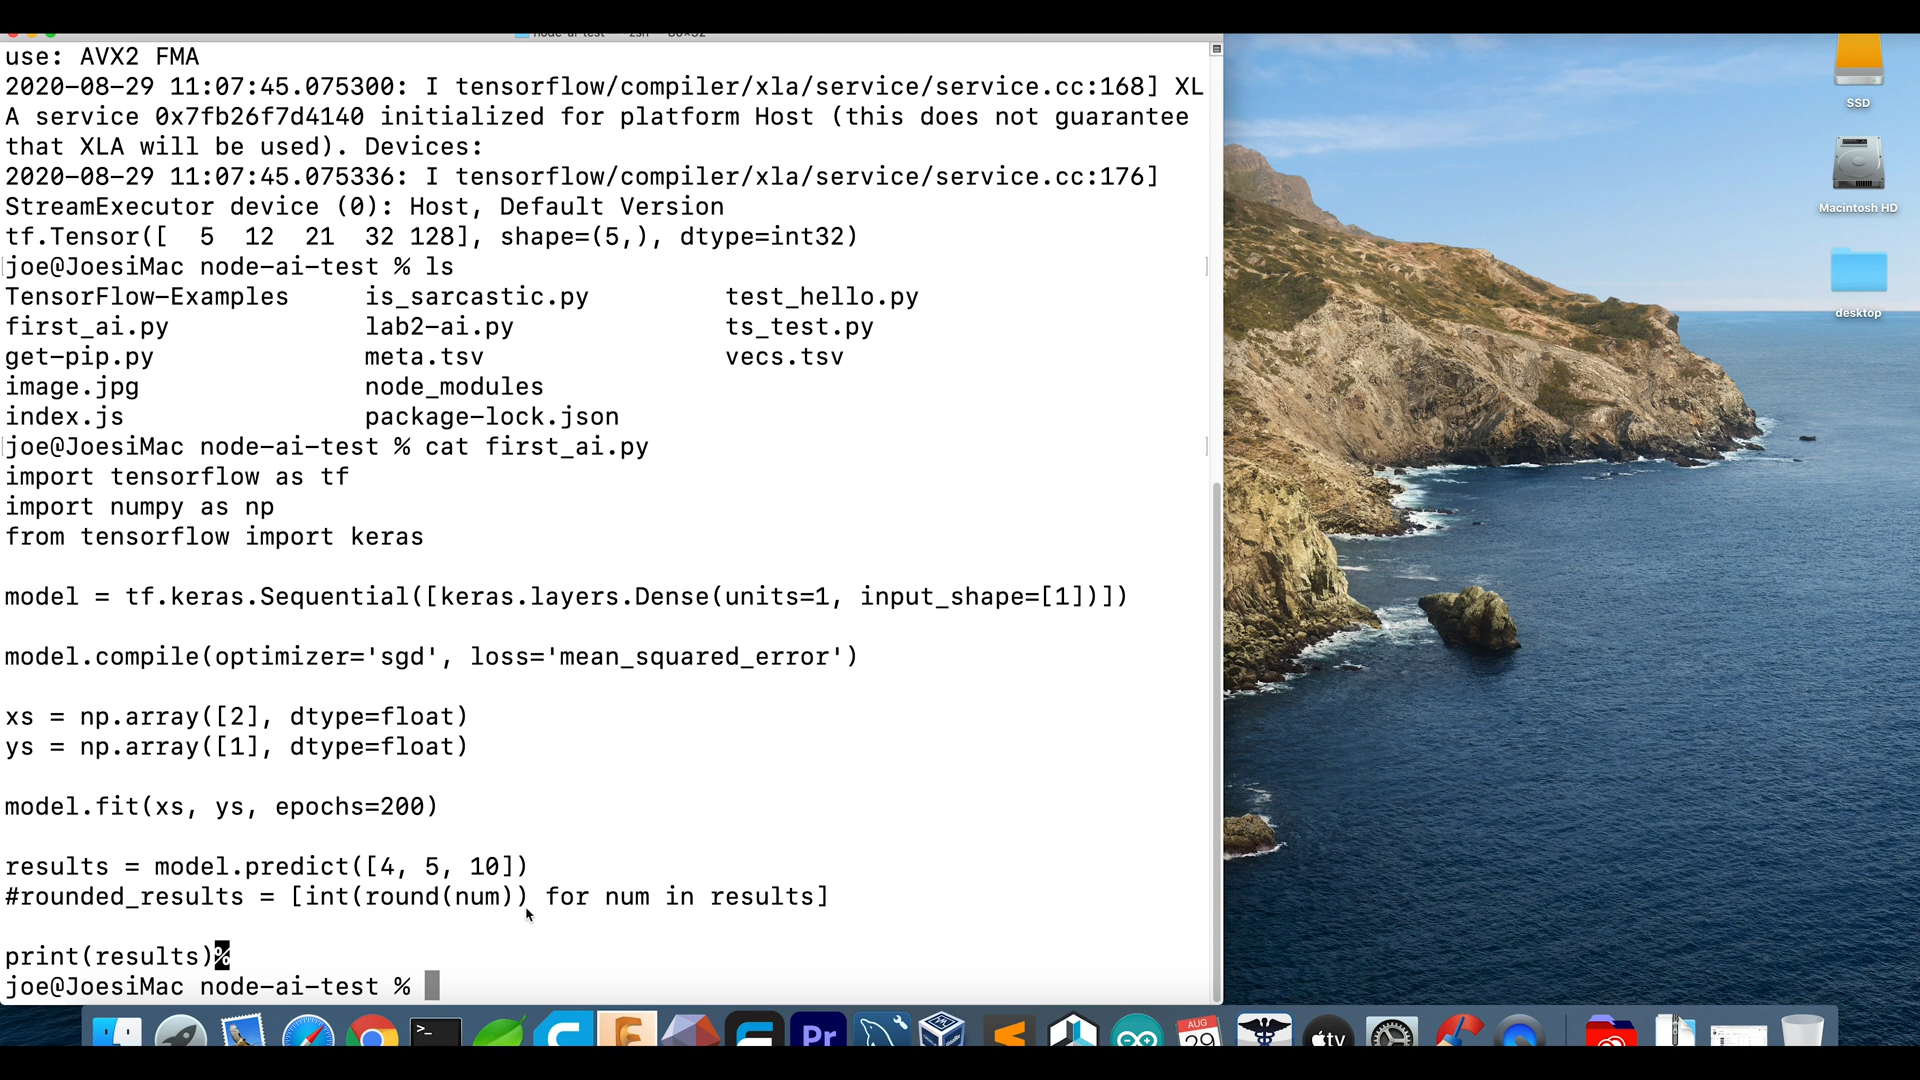 use: AVX2 FMA
2020-08-29 11:07:45.075300: I tensorflow/compiler/xla/service/service.cc:168] XL
A service 0x7fb26f7d4140 initialized for platform Host (this does not guarantee
that XLA will be used). Devices:
2020-08-29 11:07:45.075336: I tensorflow/compiler/xla/service/service.cc:176]
StreamExecutor device (0): Host, Default Version
tf.Tensor([  5  12  21  32 128], shape=(5,), dtype=int32)
joe@JoesiMac node-ai-test % ls
TensorFlow-Examples     is_sarcastic.py         test_hello.py
first_ai.py             lab2-ai.py              ts_test.py
get-pip.py              meta.tsv                vecs.tsv
image.jpg               node_modules
index.js                package-lock.json
joe@JoesiMac node-ai-test % cat first_ai.py
import tensorflow as tf
import numpy as np
from tensorflow import keras
model = tf.keras.Sequential([keras.layers.Dense(units=1, input_shape=[1])])
model.compile(optimizer='sgd', loss='mean_squared_error')
xs = np.array([2], dtype=float)
ys = np.array([1], dtype=float)
model.fit(xs, ys, epochs=200)
results = model.predict([4, 5, 10])
#rounded_results = [int(round(num)) for num in results]
print(results)%
joe@JoesiMac node-ai-test %
SSD
Macintosh HD
desktop
>_
Pr
AUG
29
tv